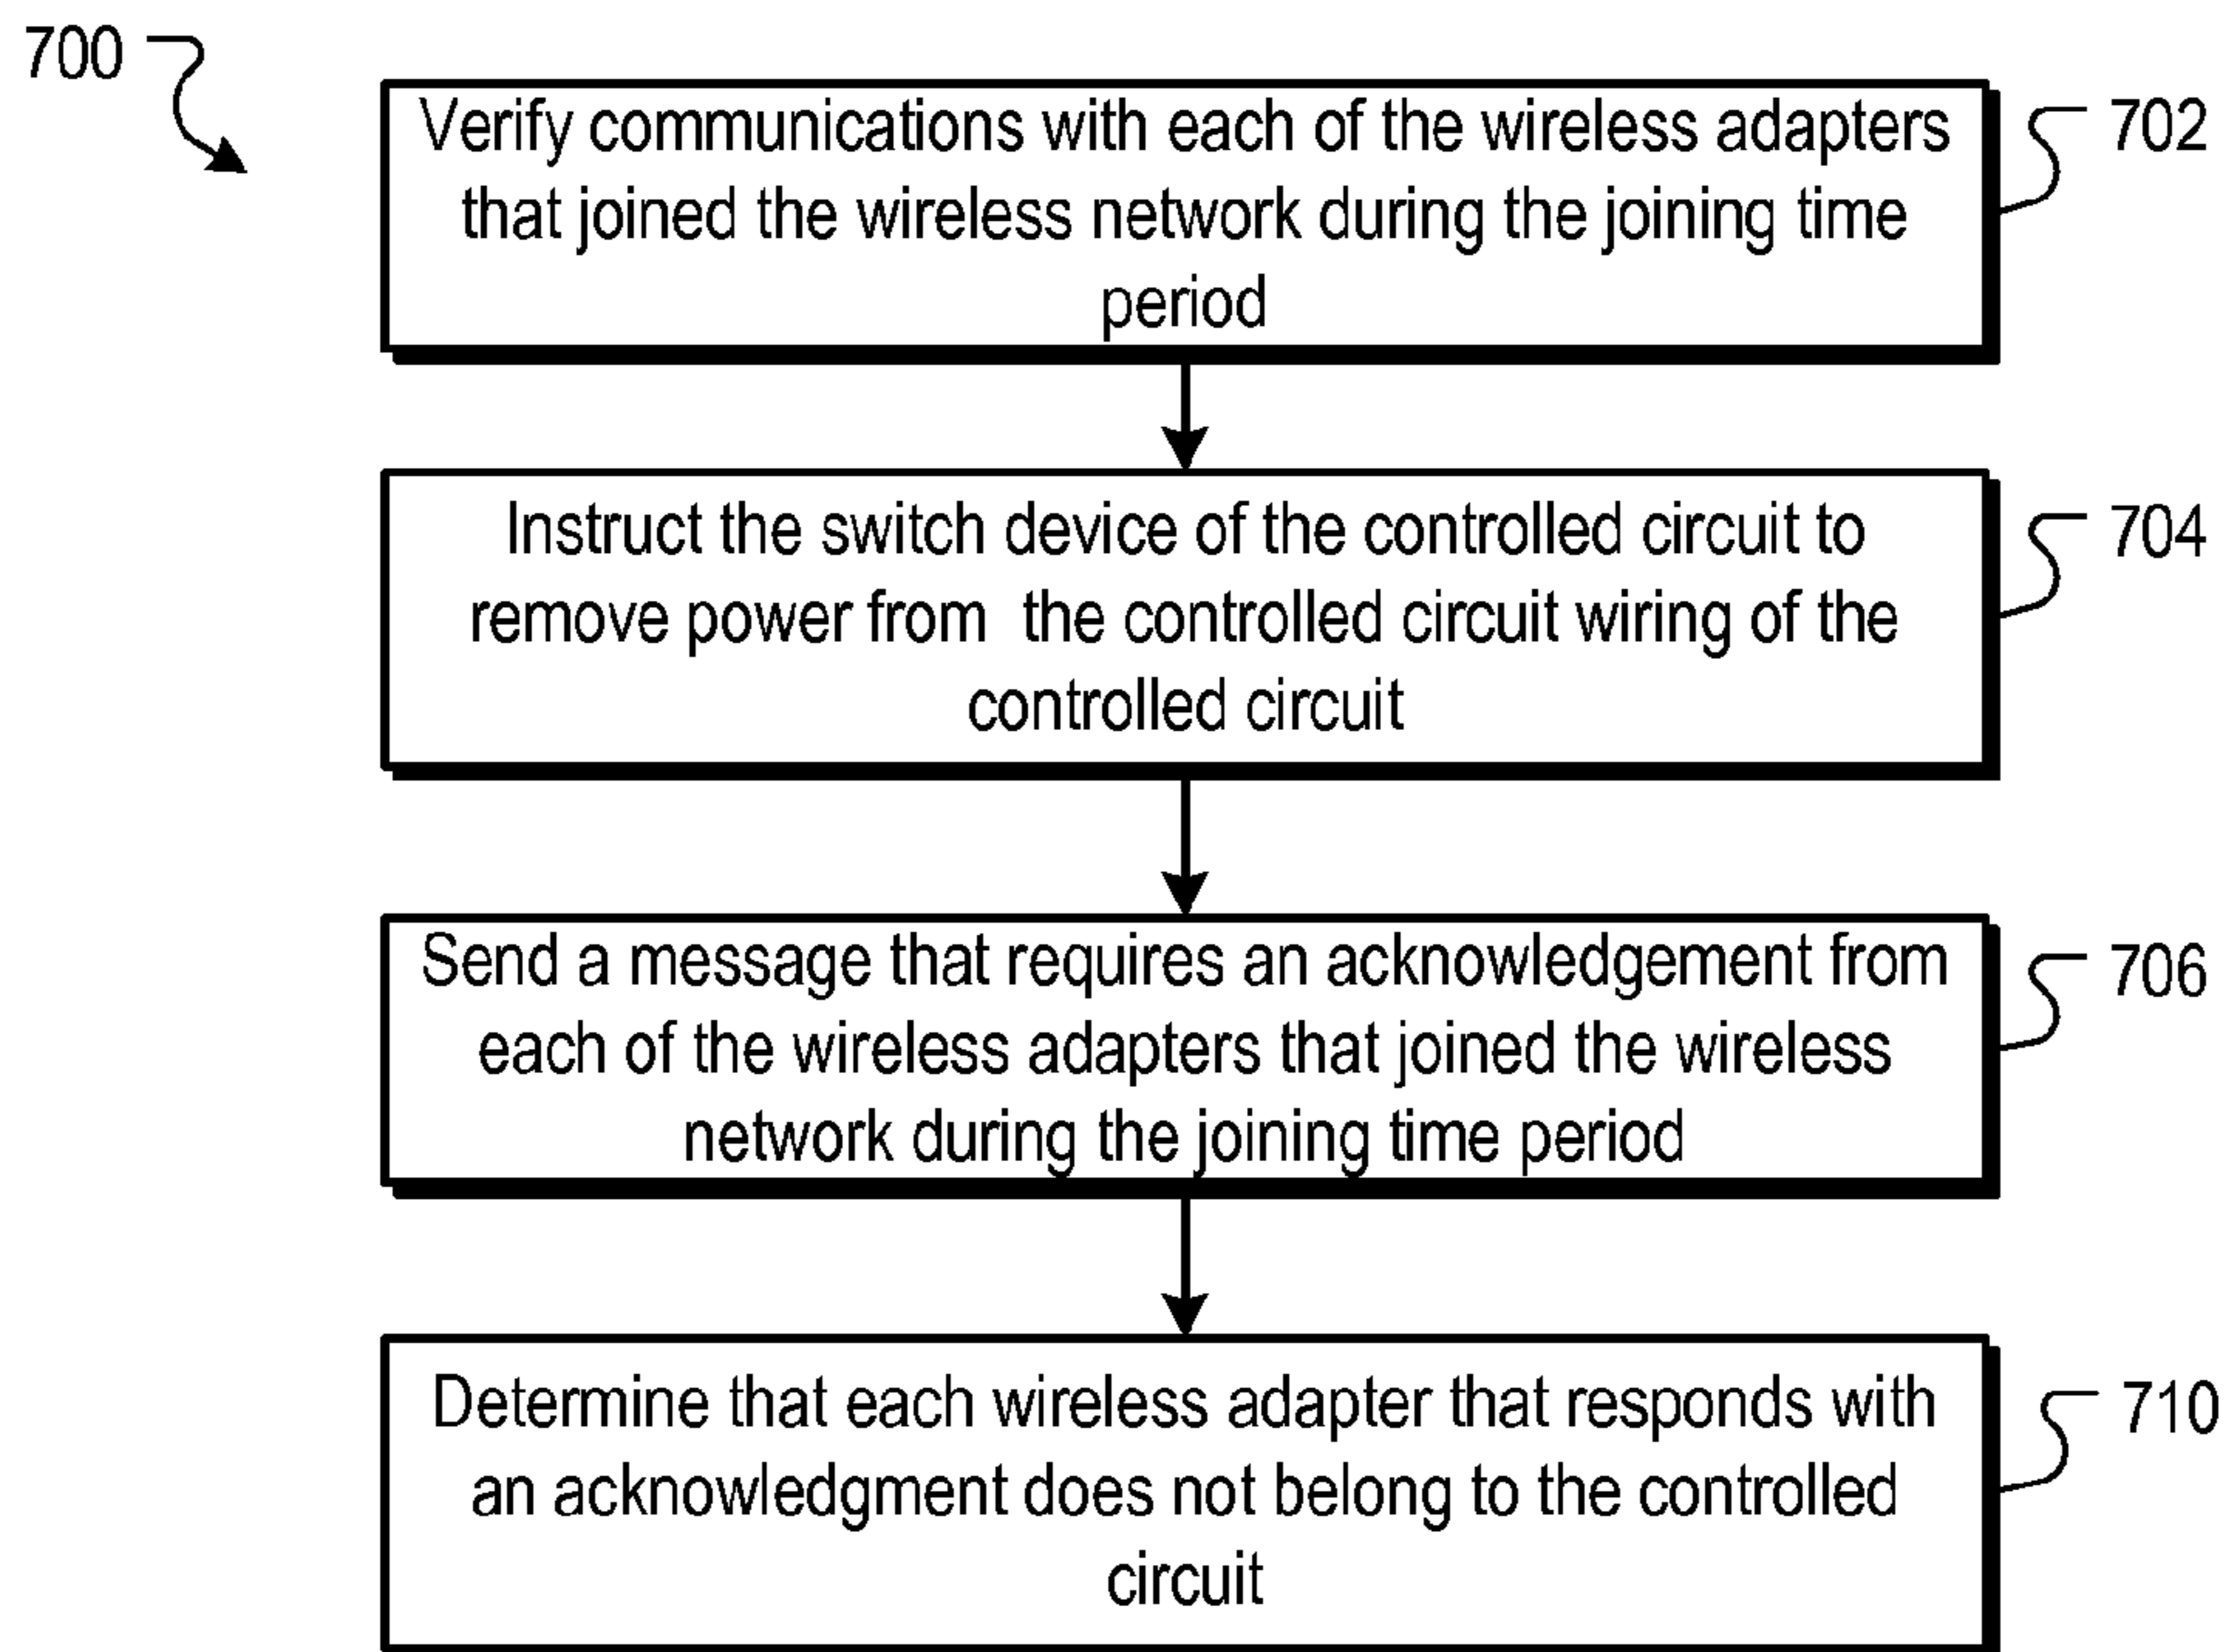 700
Verify communications with each of the wireless adapters
that joined the wireless network during the joining time
period
702
Instruct the switch device of the controlled circuit to
remove power from  the controlled circuit wiring of the
controlled circuit
704
Send a message that requires an acknowledgement from
each of the wireless adapters that joined the wireless
network during the joining time period
706
Determine that each wireless adapter that responds with
an acknowledgment does not belong to the controlled
circuit
710